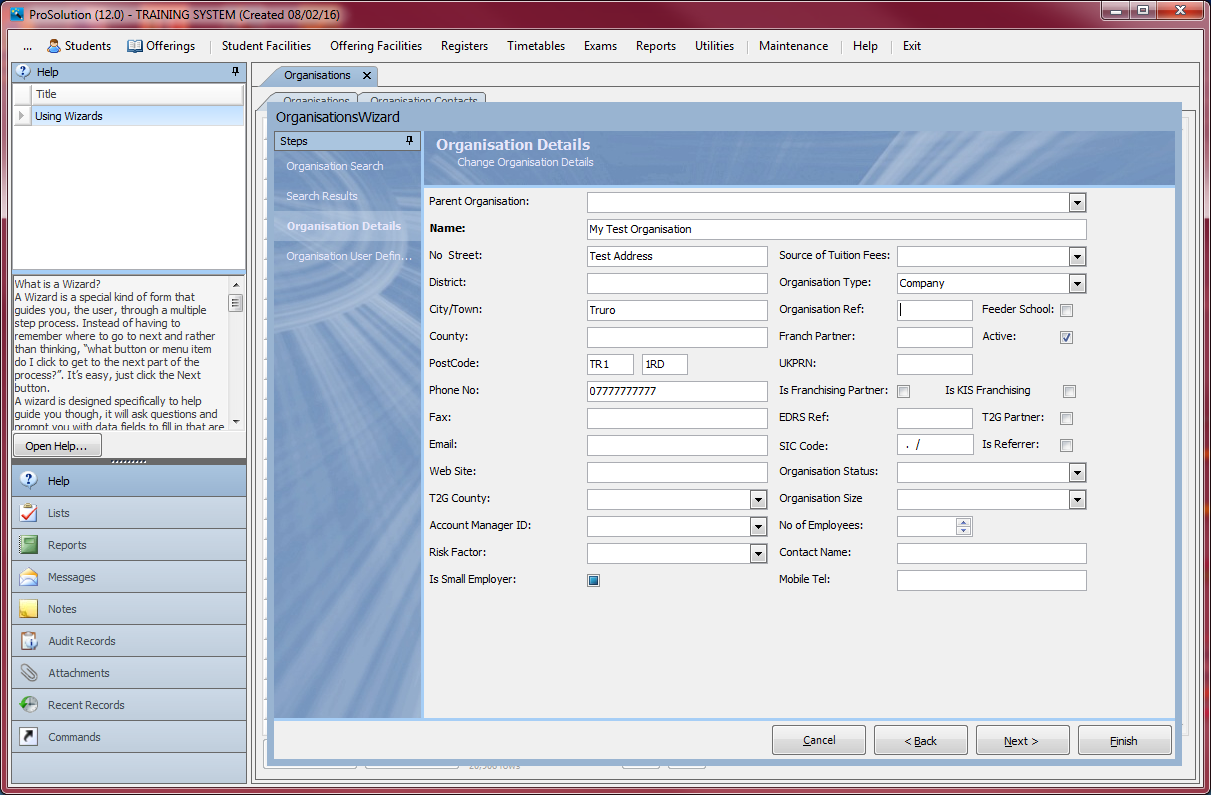 ProSolution (12.0) - TRAINING SYSTEM (Created 08/02/16)
... Students Offerings Student Facilities Offering Facilities Registers Timetables Exams Reports Utilities Maintenance Help Exit
Help
Title
Using Wizards
What is a Wizard?
A Wizard is a special kind of form that
guides you, the user, through a multiple
step process. Instead of having to
remember where to go to next and rather
than thinking, "what button or menu item
do I click to get to the next part of the
process?". It's easy, just click the Next
button.
A wizard is designed specifically to help
guide you though, it will ask questions and
prompt you with data fields to fill in that are
Open Help...
Help
Lists
Reports
Messages
Notes
Audit Records
Attachments
Recent Records
Commands
Organisations
Organisations Organisation Contacts
OrganisationsWizard
Steps
Organisation Search
Search Results
Organisation Details
Organisation User Defin...
Organisation Details
Change Organisation Details
Parent Organisation:
Name: My Test Organisation
No Street: Test Address Source of Tuition Fees:
District: Organisation Type: Company
City/Town: Truro Organisation Ref: Feeder School:
County: Franch Partner: Active:
PostCode: TR1 1RD UKPRN:
Phone No: 07777777777 Is Franchising Partner: Is KIS Franchising
Fax: EDRS Ref: T2G Partner:
Email: SIC Code: . / Is Referrer:
Web Site: Organisation Status:
T2G County: Organisation Size
Account Manager ID: No of Employees:
Risk Factor: Contact Name:
Is Small Employer: Mobile Tel:
Cancel < Back Next > Finish
rows